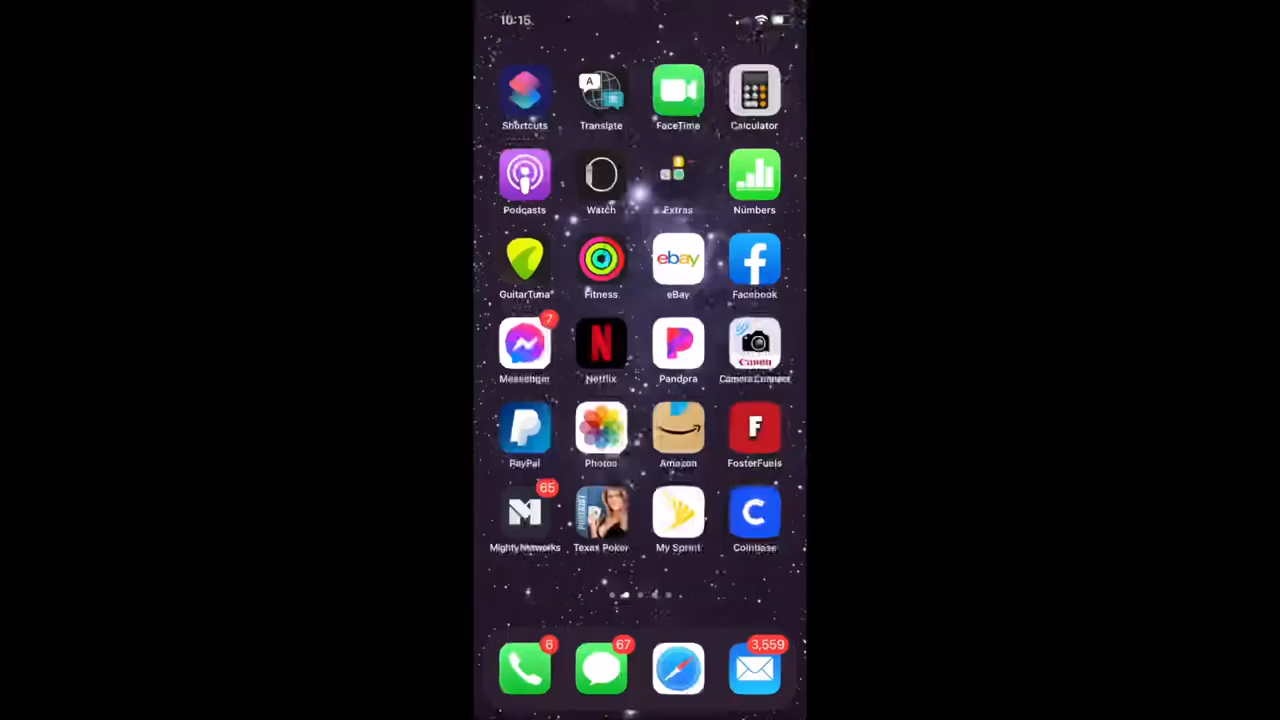 10:15
Shortcuts Translate FaceTime Calculator
A
Podcasts Watch Extras Numbers
ebay
GuitarTuna Fitness eBay Facebook
7
Canon
Messenger Netflix Pandora Camera Connect
F
PayPal Photos Amazon FosterFuels
65
Mighty Networks Texas Poker My Sprint Coinbase
6 67 3,559